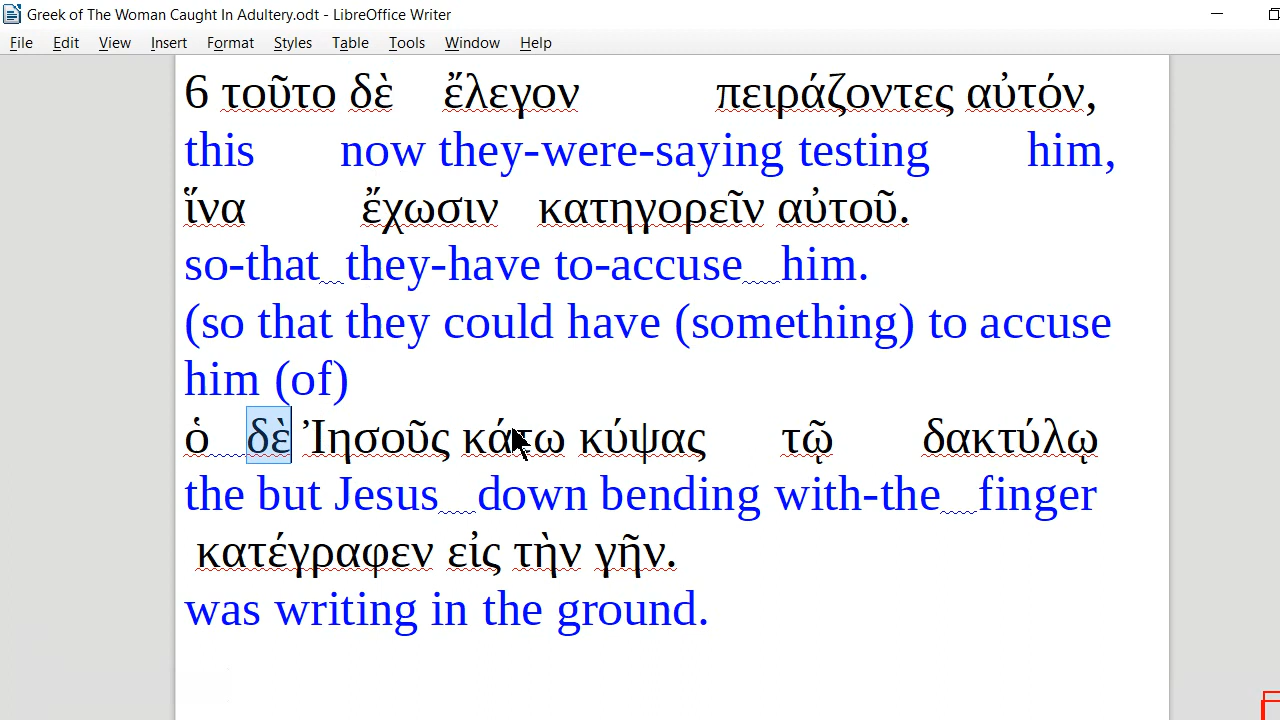 Greek of The Woman Caught In Adultery.odt - LibreOffice Writer
File Edit View Insert Format Styles Table Tools Window Help
6 τοῦτο δὲ ἔλεγον πειράζοντες αὐτόν,
this now they-were-saying testing him,
ἵνα ἔχωσιν κατηγορεῖν αὐτοῦ.
so-that they-have to-accuse him.
(so that they could have (something) to accuse
him (of)
ὁ δὲ Ἰησοῦς κάτω κύψας τῷ δακτύλῳ
the but Jesus down bending with-the finger
κατέγραφεν εἰς τὴν γῆν.
was writing in the ground.